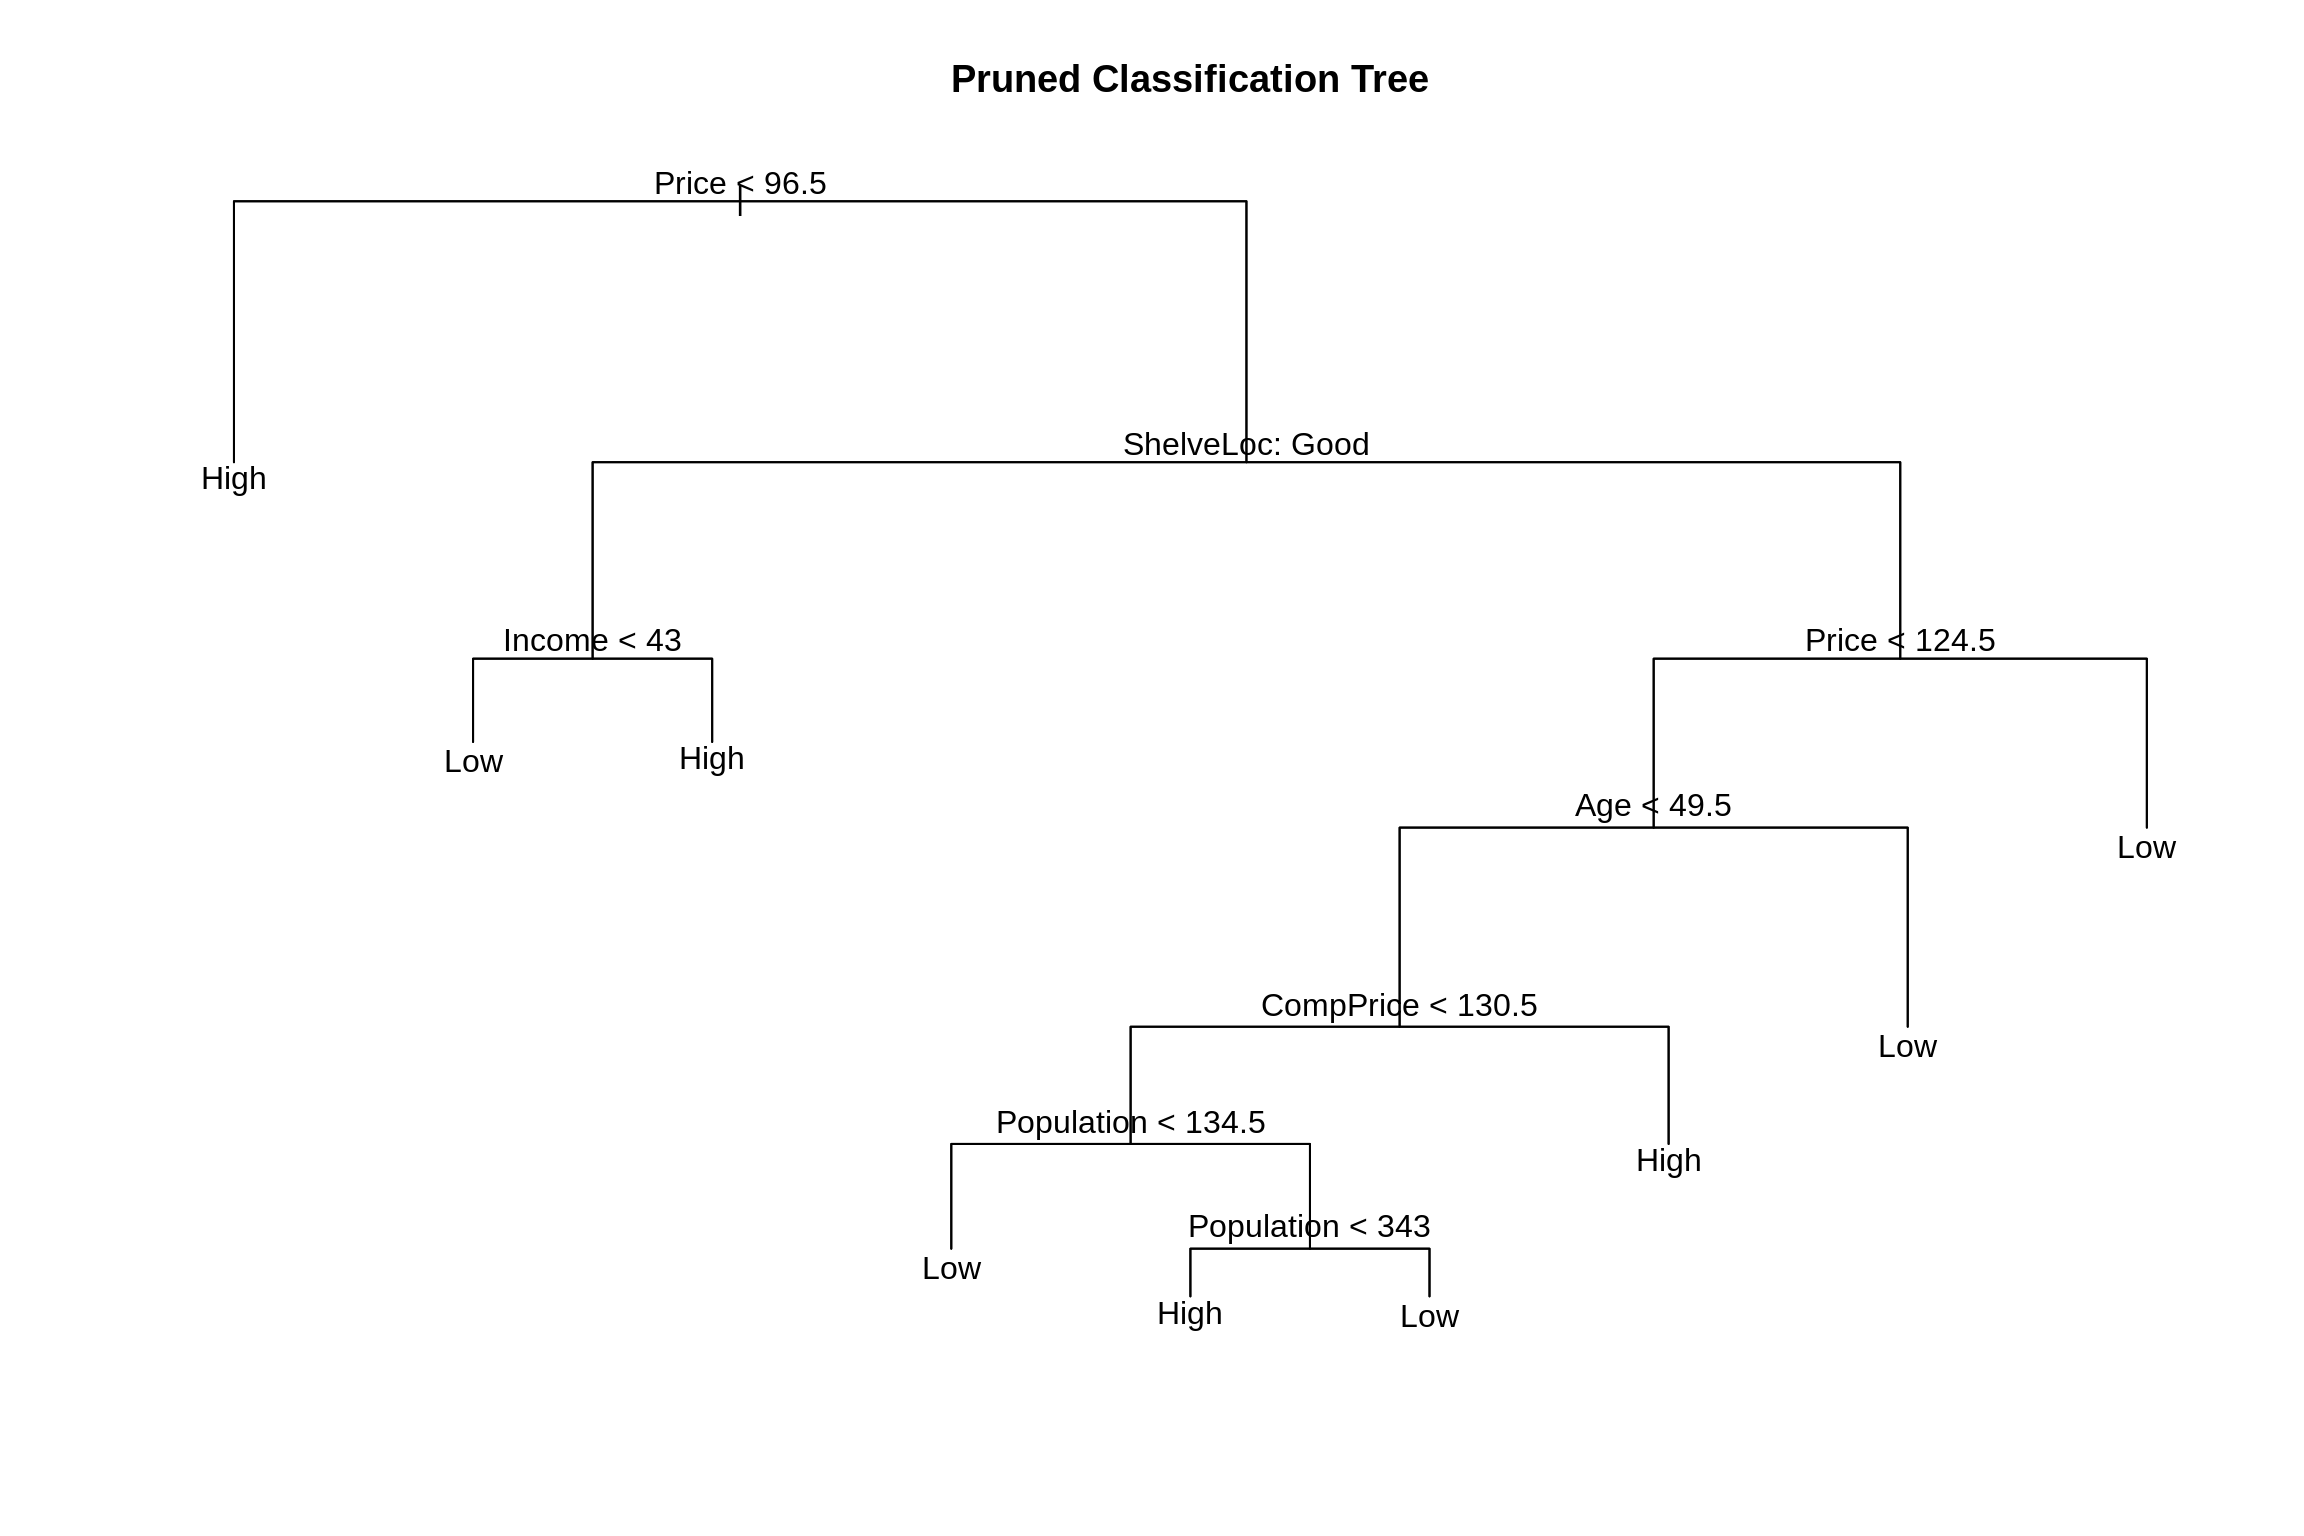 Pruned Classification Tree
Price < 96.5
ShelveLoc: Good
High
Income < 43
Price < 124.5
Low
High
Age < 49.5
Low
CompPrice < 130.5
Low
Population < 134.5
High
Population < 343
Low
High
Low